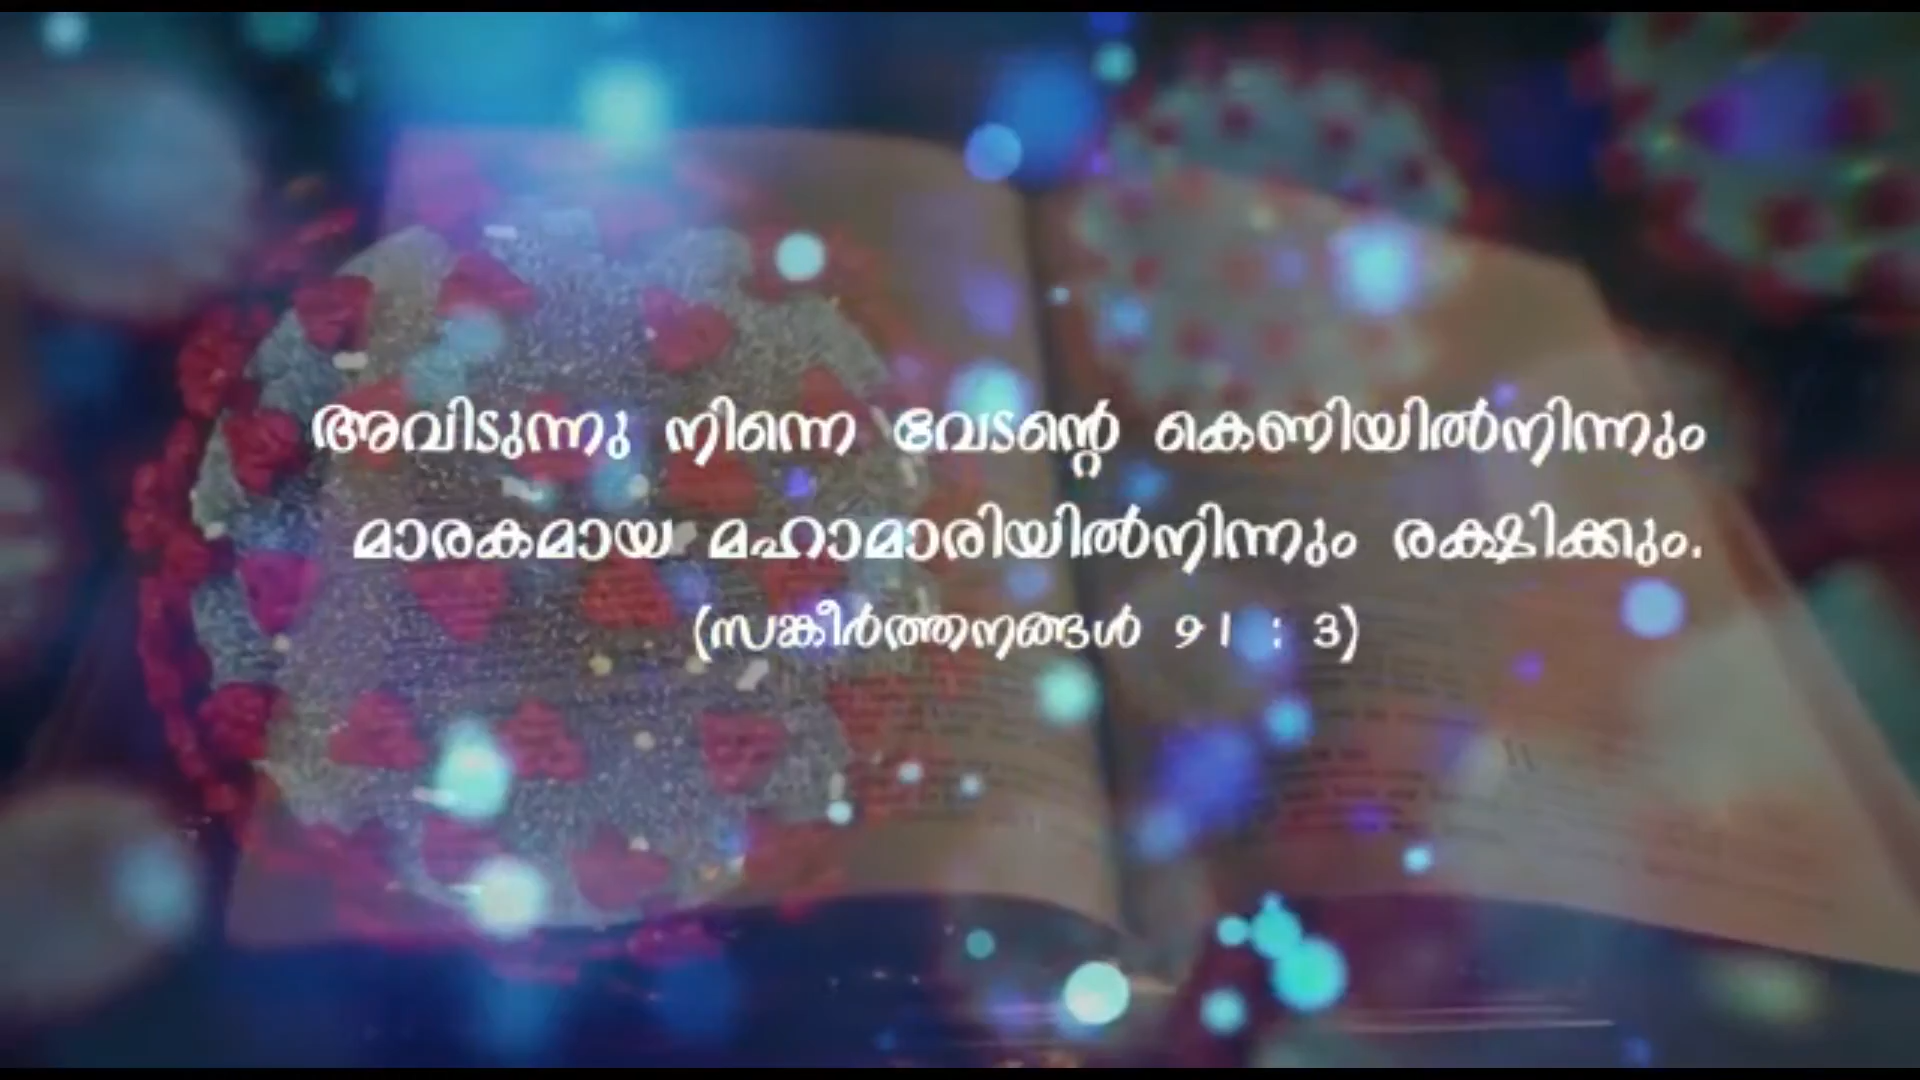 അവിടുന്നു നിന്നെ വേടന്റെ കെണിയിൽനിന്നും
മാരകമായ മഹാമാരിയിൽനിന്നും രക്ഷിക്കും.
(സങ്കീർത്തനങ്ങൾ 91 : 3)